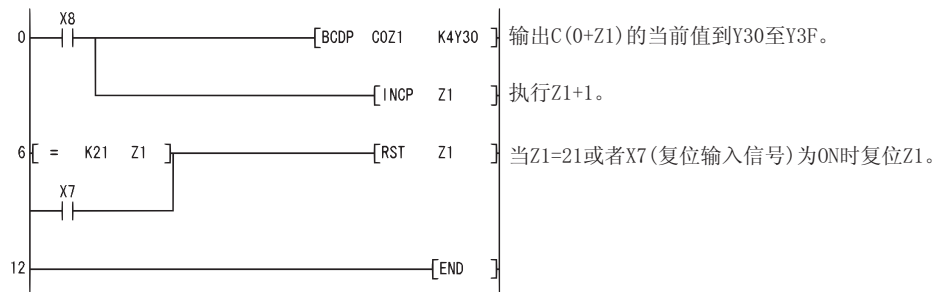 X8
0 [BCDP C0Z1 K4Y30 ] 输出C(0+Z1)的当前值到Y30至Y3F。
[INCP Z1 ] 执行Z1+1。
6 [ = K21 Z1 ] [RST Z1 ] 当Z1=21或者X7(复位输入信号)为ON时复位Z1。
X7
12 [END ]